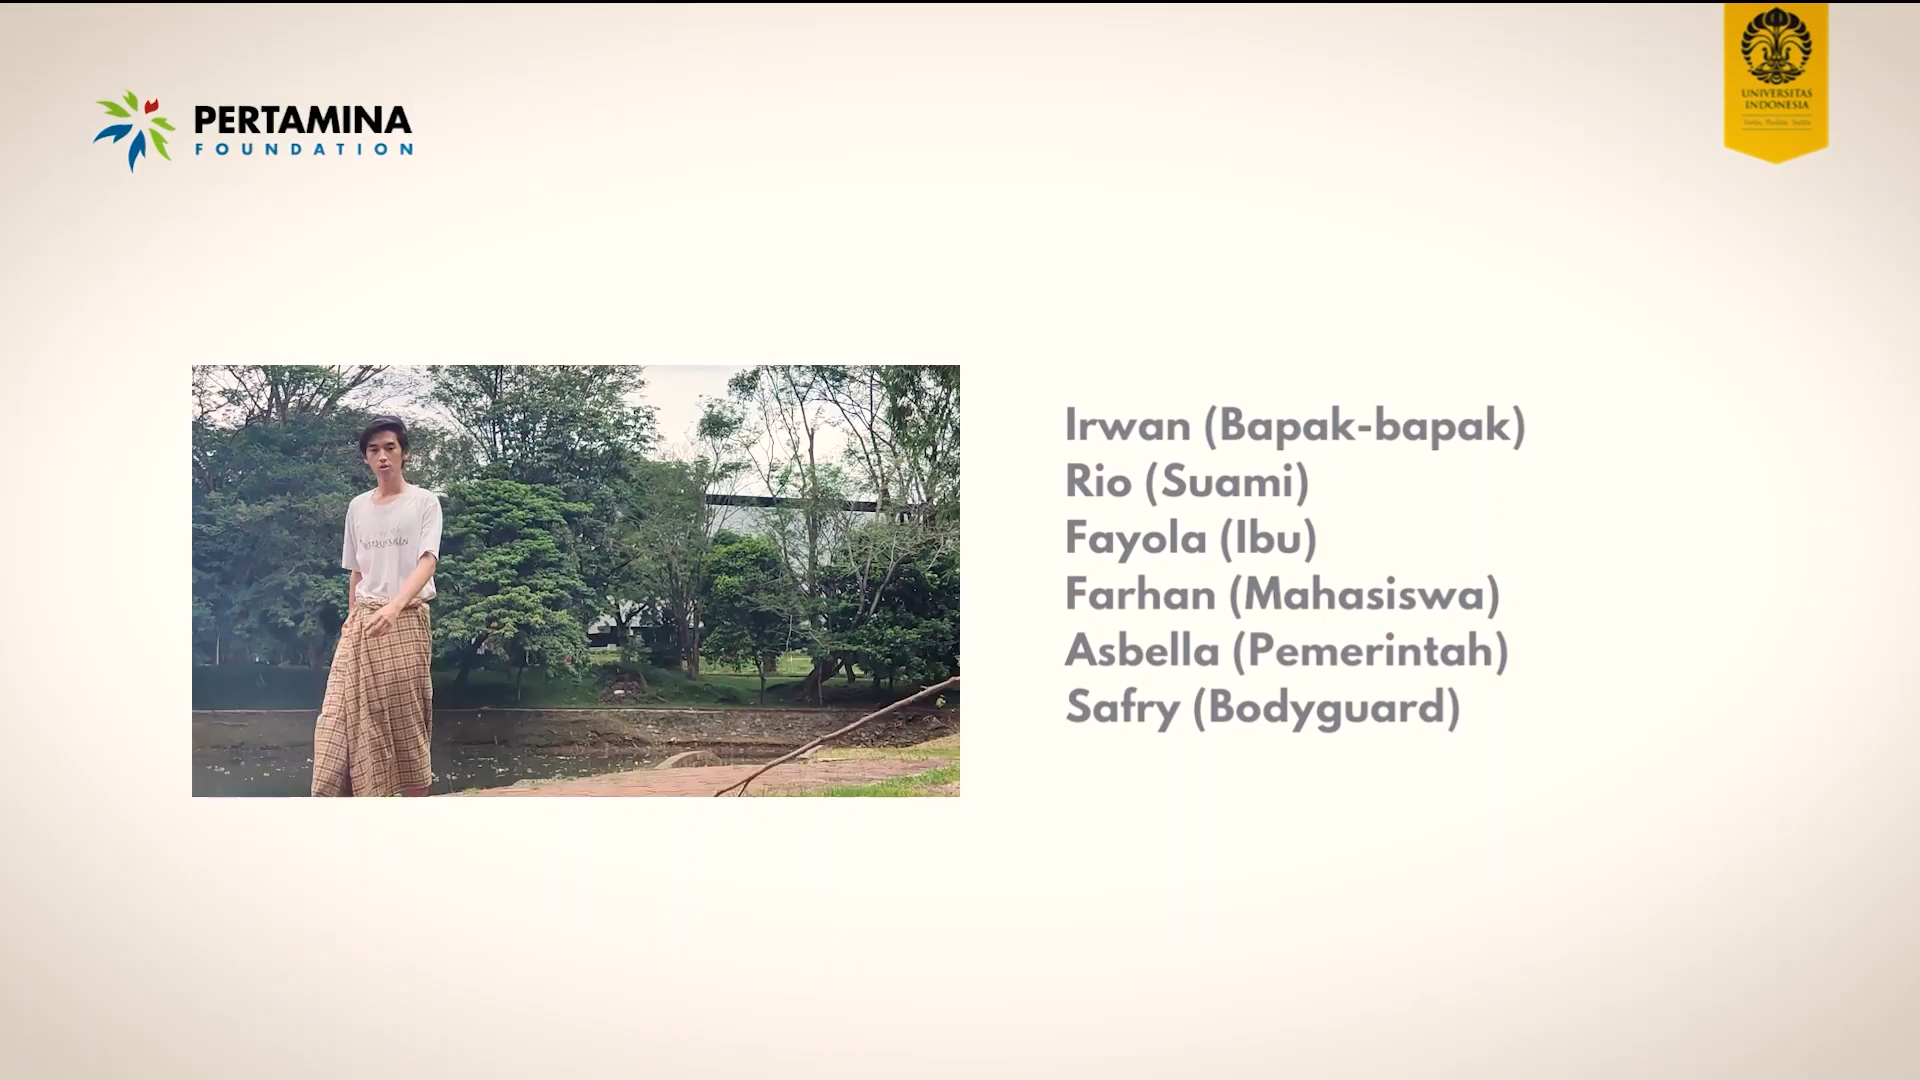 PERTAMINA
FOUNDATION
UNIVERSITAS
INDONESIA
Irwan (Bapak-bapak)
Rio (Suami)
Fayola (Ibu)
Farhan (Mahasiswa)
Asbella (Pemerintah)
Safry (Bodyguard)